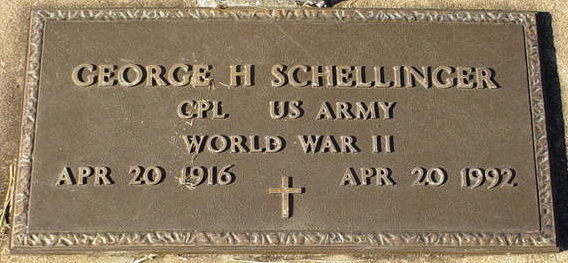 GEORGE H SCHELLINGER
CPL US ARMY
WORLD WAR II
APR 20 1916 APR 20 1992